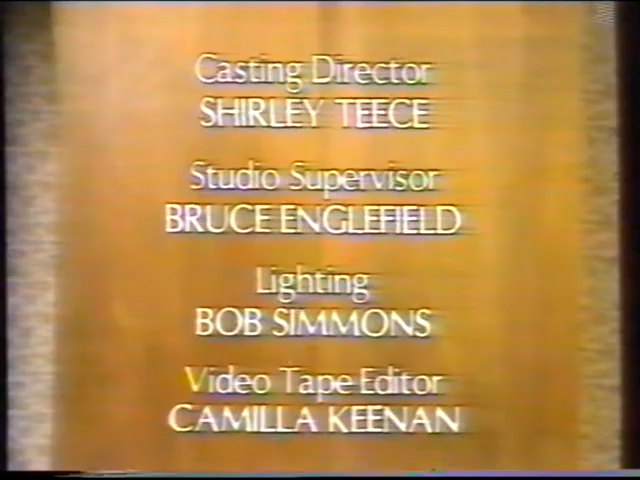 Casting Director
SHIRLEY TEECE
Studio Supervisor
BRUCE ENGLEFIELD
Lighting
BOB SIMMONS
Video Tape Editor
CAMILLA KEENAN